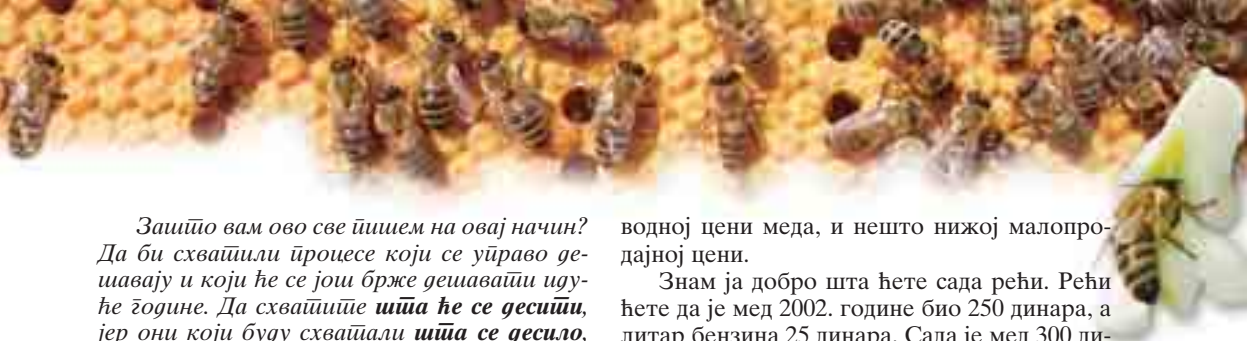 Зашто вам ово све пишем на овај начин?
Да би схватили процесе који се управо де-
шавају и који ће се још брже дешавати иду-
ће године. Да схватите шта ће се десити,
јер они који буду схватали шта се десило,
водној цени меда, и нешто нижој малопро-
дајној цени.
Знам ја добро шта ћете сада рећи. Рећи
ћете да је мед 2002. године био 250 динара, а
литар бензина 25 динара. Сада је мед 300 ди-